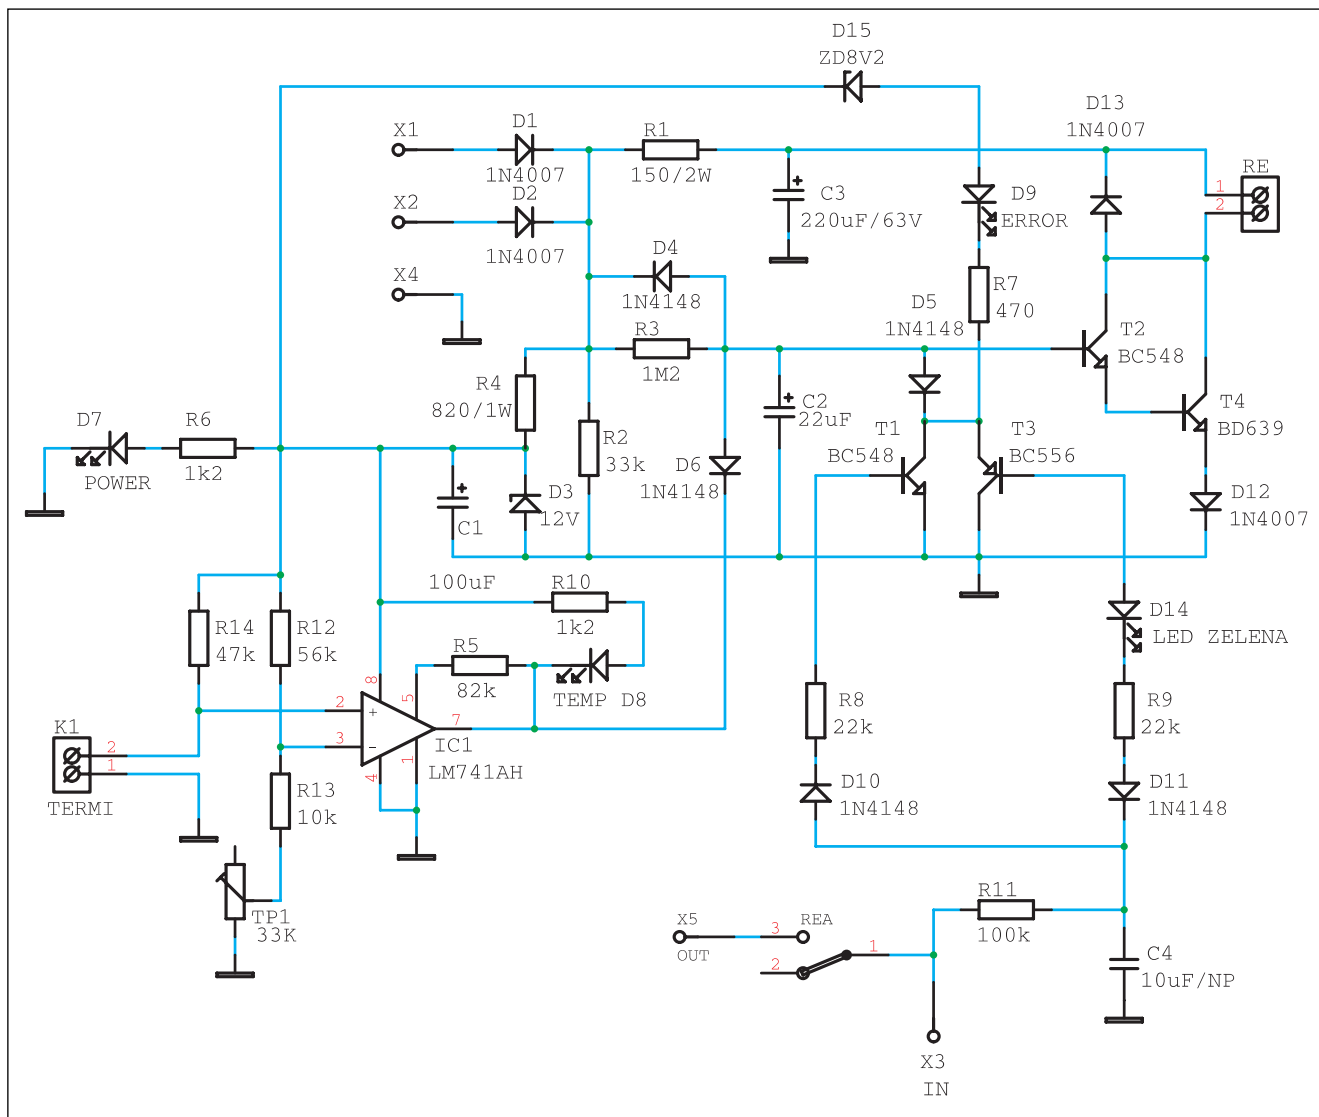 D15
ZD8V2
D13
1N4007
X1
D1
1N4007
R1
150/2W
RE
1
2
X2
D2
1N4007
C3
220uF/63V
D9
ERROR
X4
D4
1N4148
R7
470
D5
1N4148
R3
1M2
T2
BC548
R4
820/1W
C2
22uF
T4
BD639
D7
POWER
R6
1k2
R2
33k
D6
1N4148
T1
BC548
T3
BC556
D3
12V
C1
100uF
D12
1N4007
R10
1k2
R14
47k
R12
56k
R5
82k
TEMP
D8
D14
LED ZELENA
8
5
2
+
3
-
7
4
1
IC1
LM741AH
R8
22k
R9
22k
K1
2
1
TERMI
R13
10k
D10
1N4148
D11
1N4148
TP1
33K
R11
100k
X5
OUT
3
REA
2
1
C4
10uF/NP
X3
IN